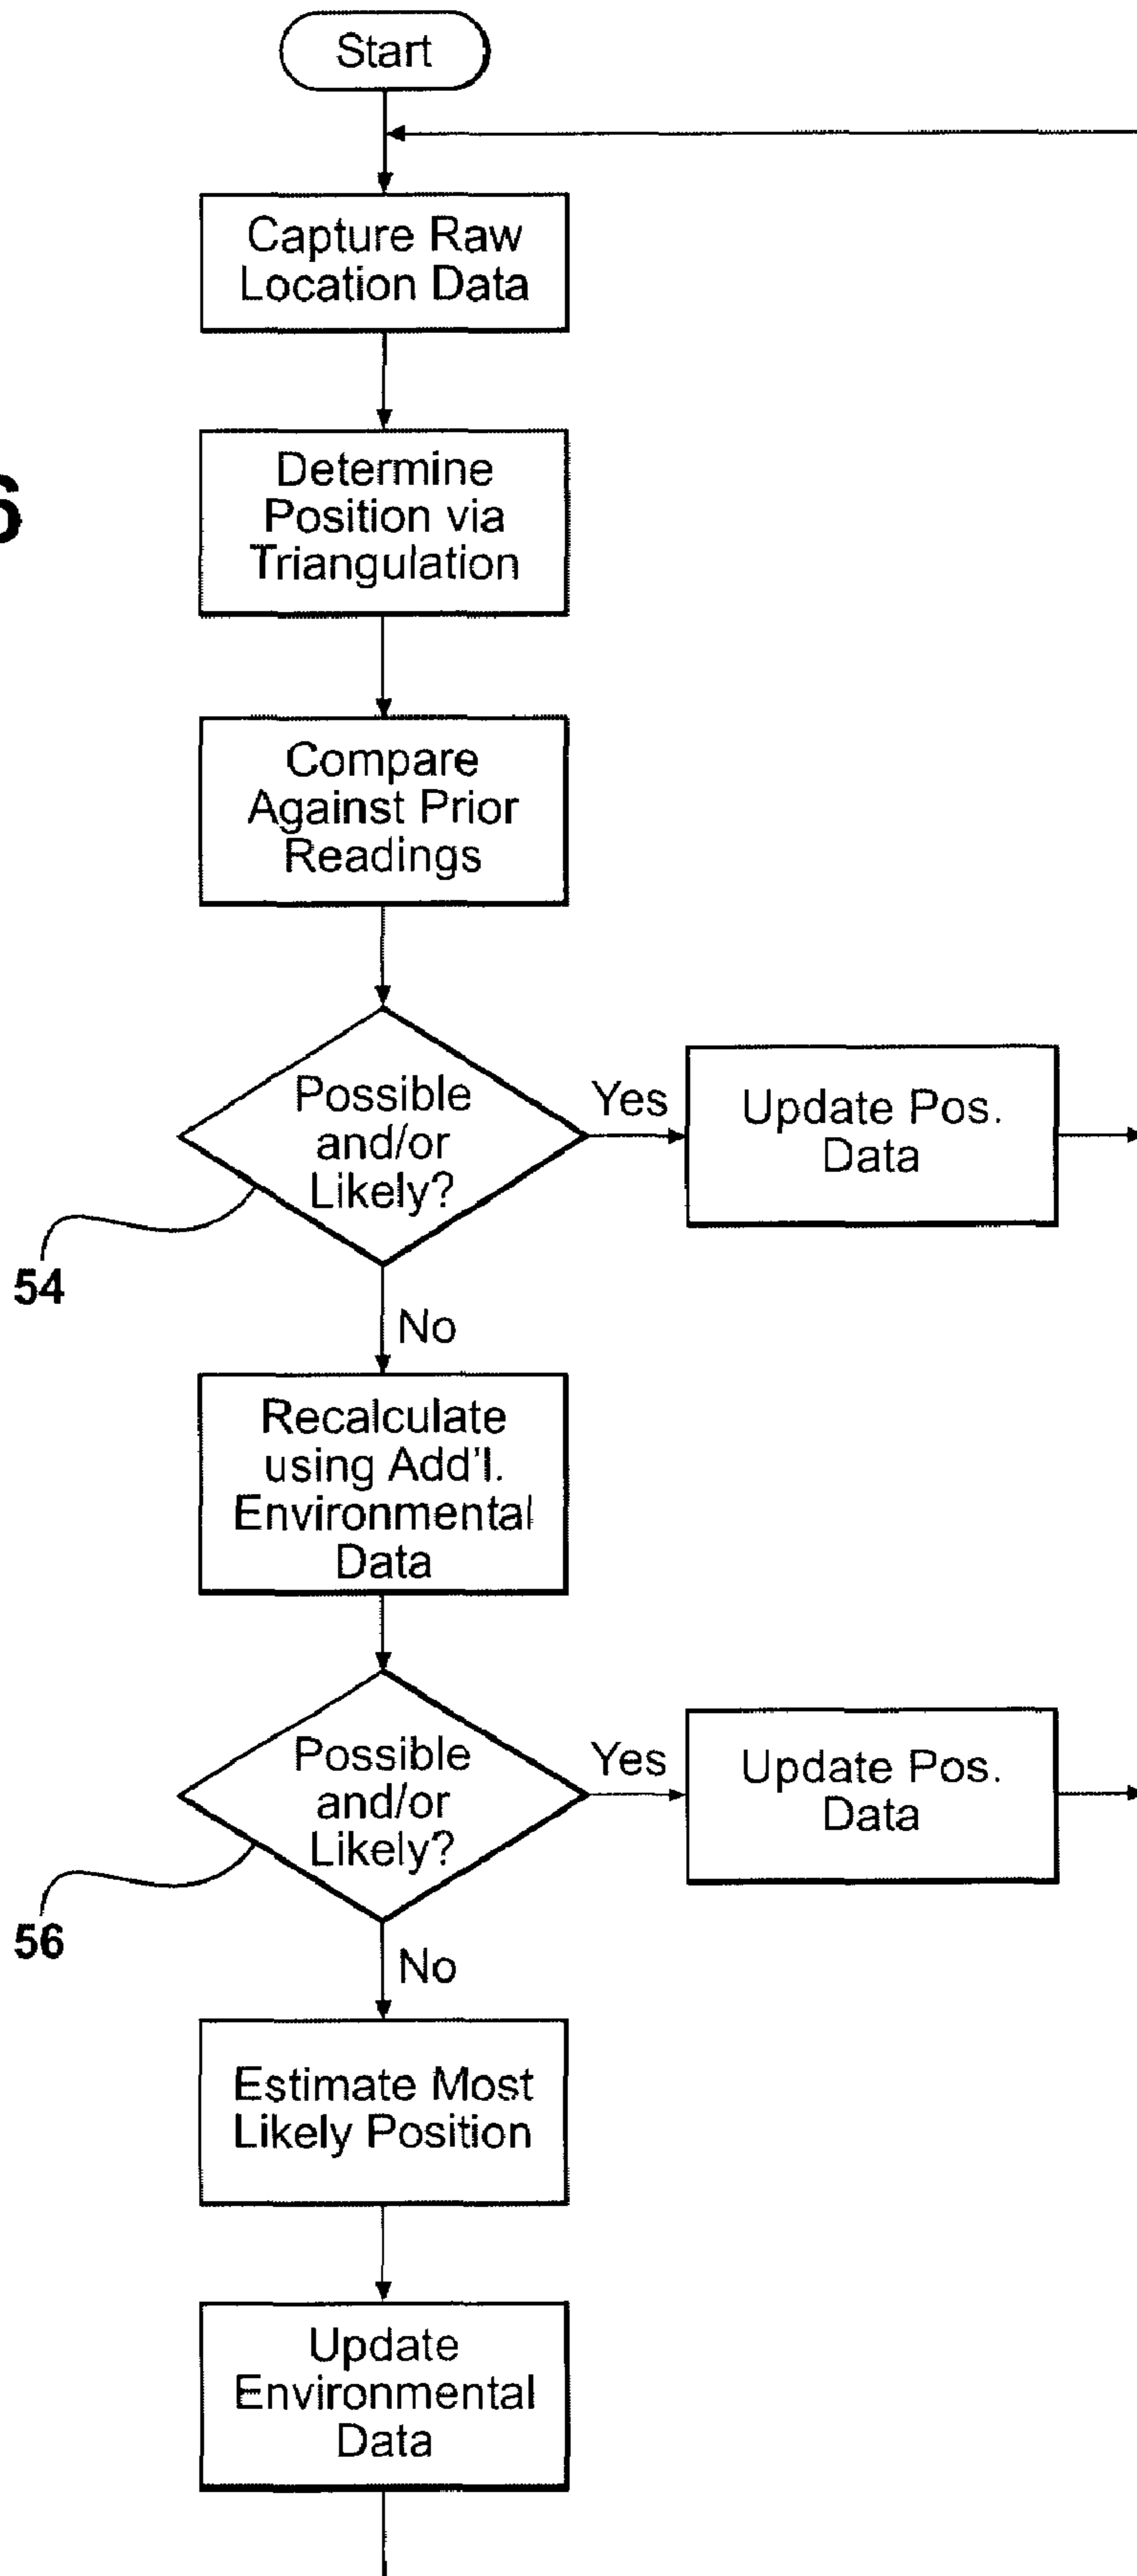 Start
Capture Raw
Location Data
6
Determine
Position via
Triangulation
Compare
Against Prior
Readings
Possible
and/or
Likely?
Yes
Update Pos.
Data
54
No
Recalculate
using Add'l.
Environmental
Data
Possible
and/or
Likely?
Yes
Update Pos.
Data
56
No
Estimate Most
Likely Position
Update
Environmental
Data